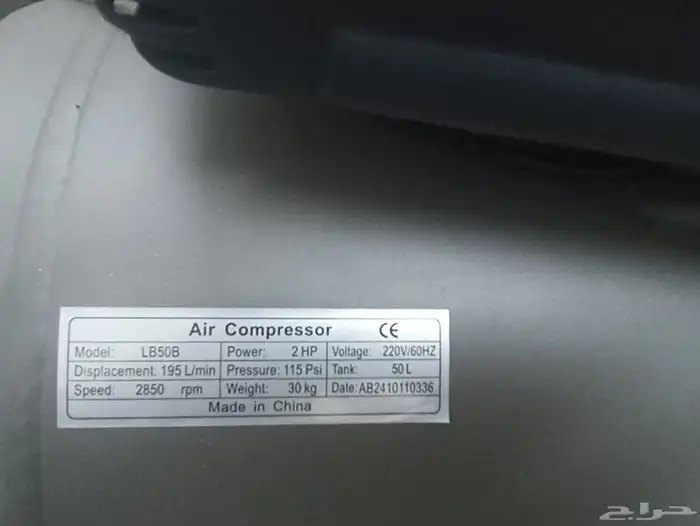 Air Compressor CE
Model: LB50B Power: 2 HP Voltage: 220V/60HZ
Displacement: 195 L/min Pressure: 115 Psi Tank: 50 L
Speed: 2850 rpm Weight: 30 kg Date: AB2410110336
Made in China
حراج